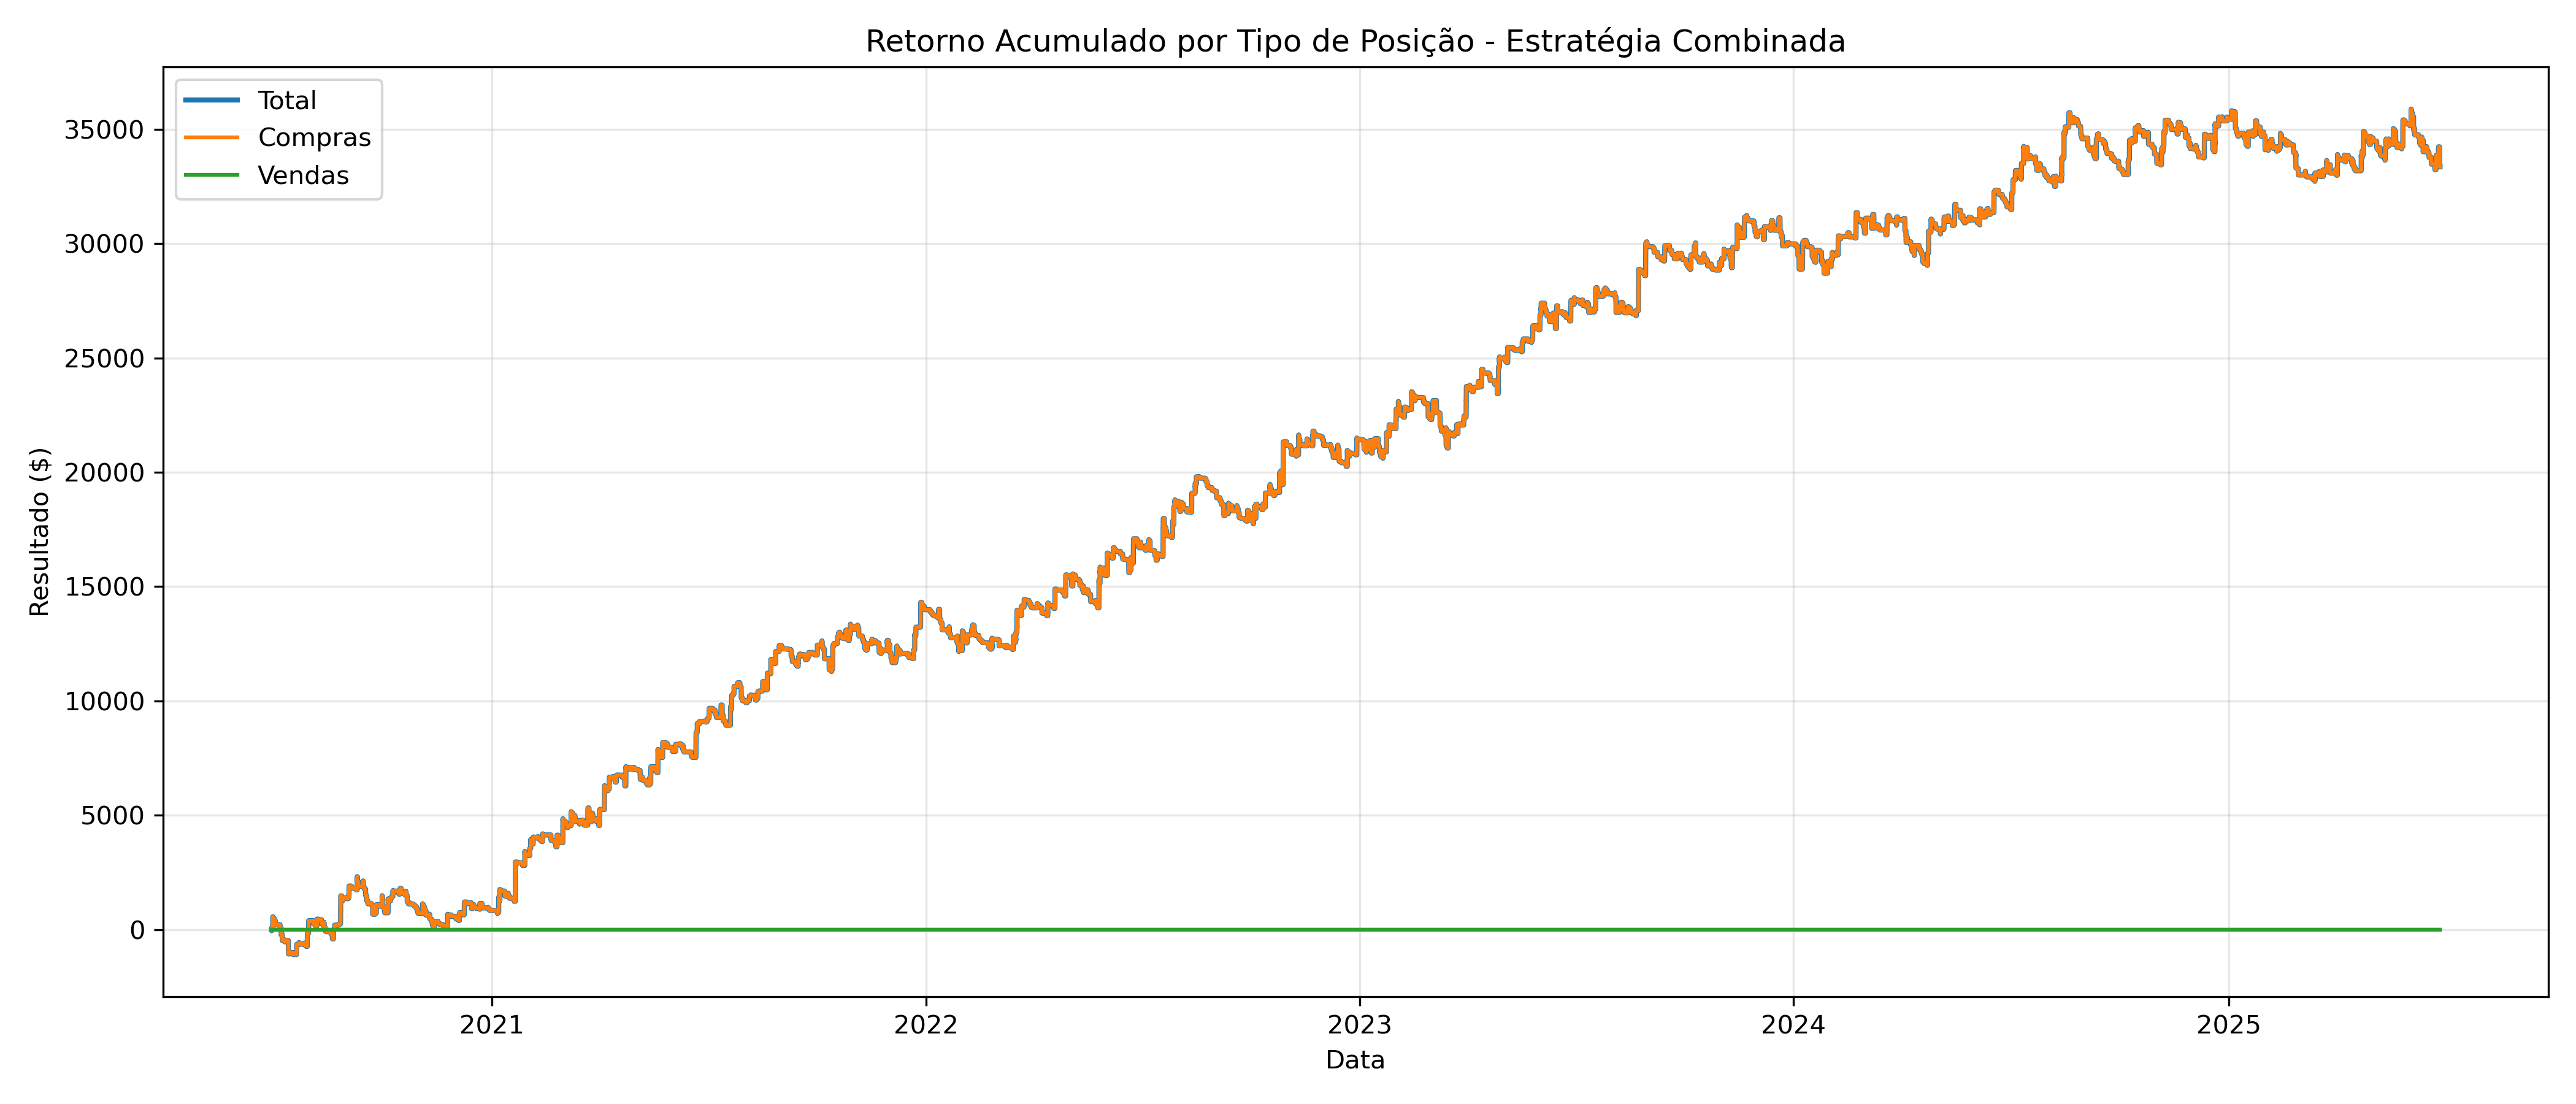 Retorno Acumulado por Tipo de Posição - Estratégia Combinada
Total
Compras
Vendas
35000
30000
25000
20000
15000
10000
5000
0
Resultado ($)
2021
2022
2023
2024
2025
Data